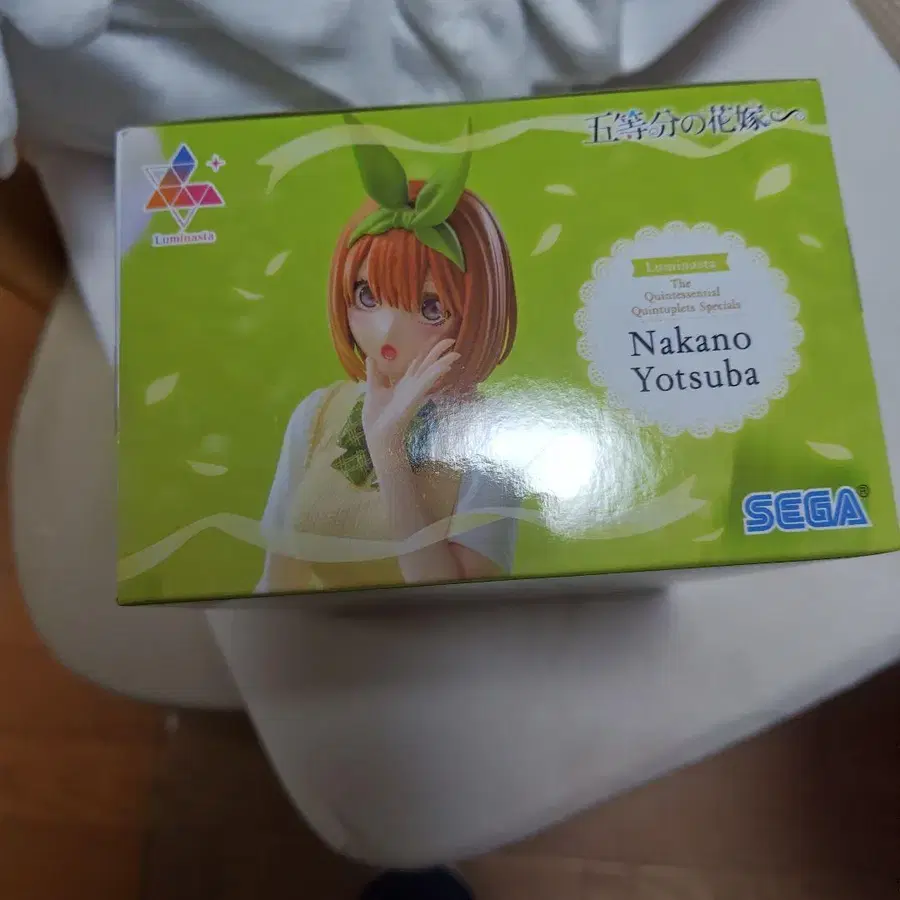 五等分の花嫁∽
Luminasta
Luminasta
The
Quintessential
Quintuplets Specials
Nakano
Yotsuba
SEGA®